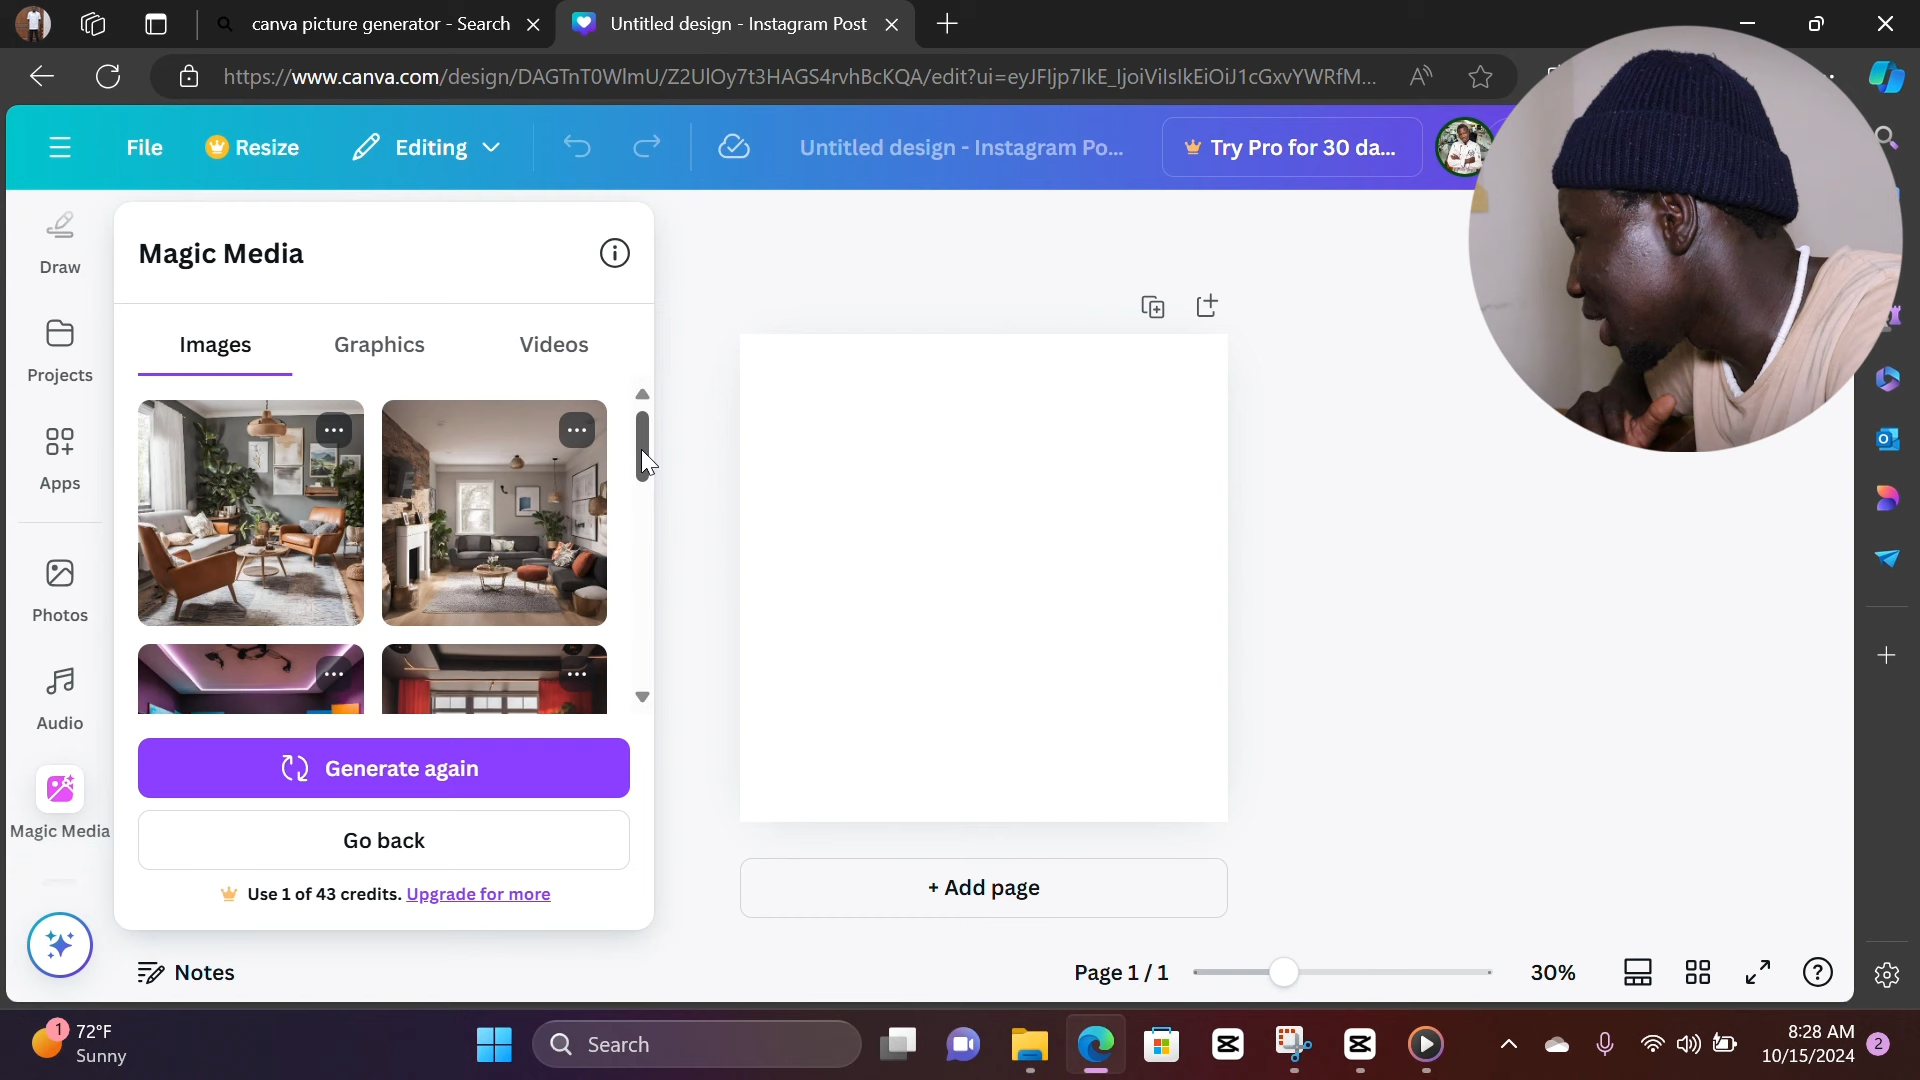 canva picture generator - Search
Untitled design - Instagram Post
https://www.canva.com/design/DAGTnT0WlmU/Z2UlOy7t3HAGS4rvhBcKQA/edit?ui=eyJFIjp7IkE_IjoiVilsIkEiOiJ1cGxvYWRfM...
File
Resize
Editing
Untitled design - Instagram Po...
Try Pro for 30 da...
Draw
Projects
Apps
Photos
Audio
Magic Media
Magic Media
Images
Graphics
Videos
Generate again
Go back
Use 1 of 43 credits. Upgrade for more
+ Add page
Notes
Page 1 / 1
30%
1
72°F
Sunny
Search
8:28 AM
10/15/2024
2